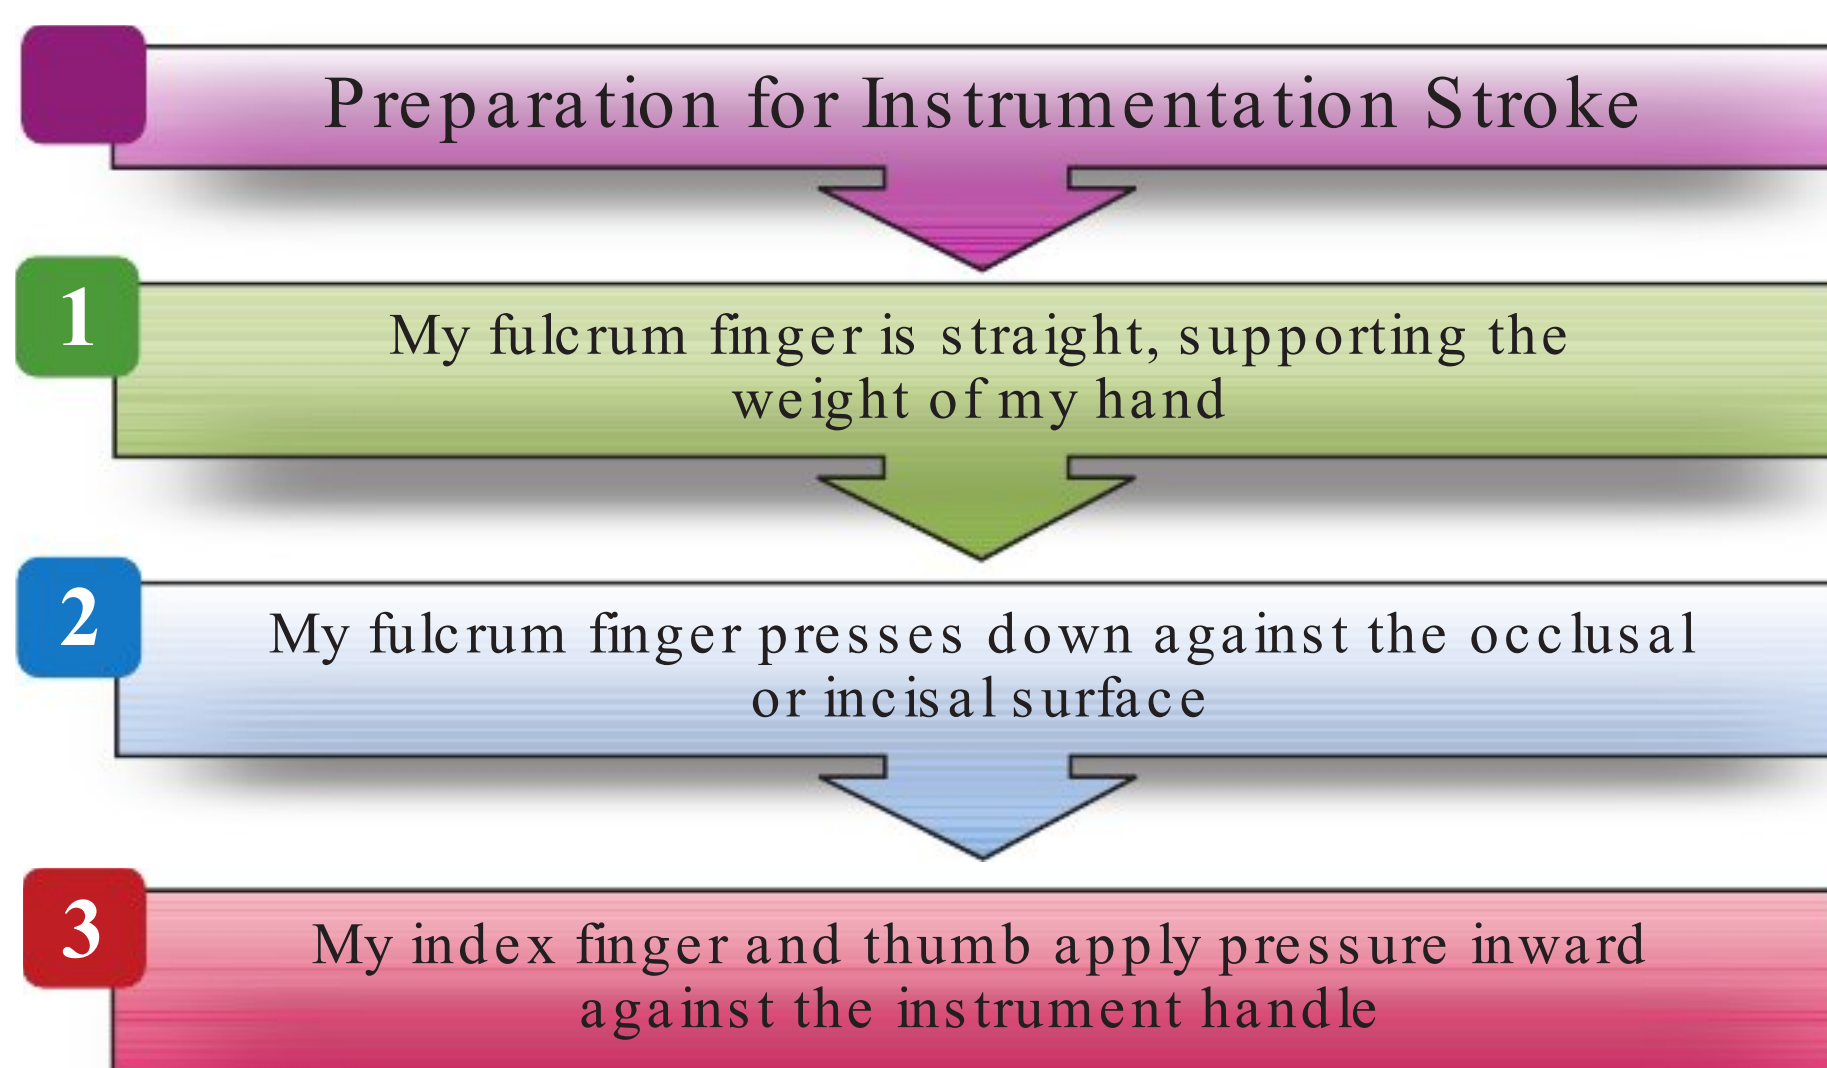 Preparation for Instrumentation Stroke
1
My fulcrum finger is straight, supporting the
weight of my hand
2
My fulcrum finger presses down against the occlusal
or incisal surface
3
My index finger and thumb apply pressure inward
against the instrument handle